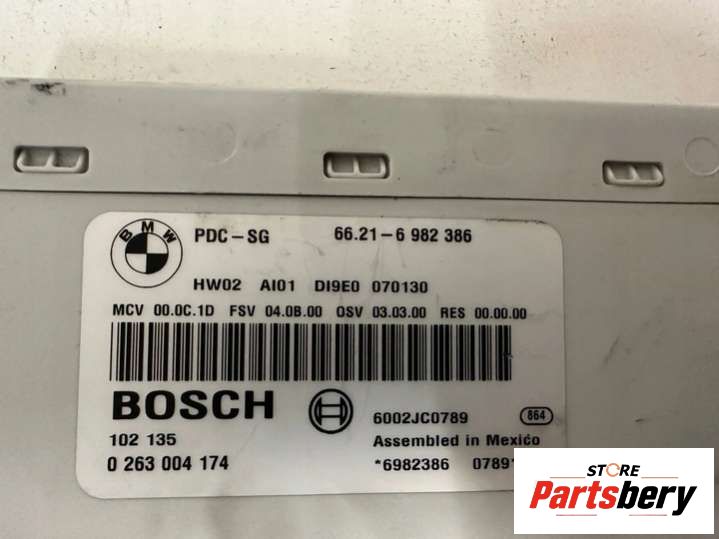 BMW
PDC-SG 66.21-6 982 386
HW02 AI01 DI9E0 070130
MCV 00.0C.1D FSV 04.0B.00 OSV 03.03.00 RES 00.00.00
BOSCH
6002JC0789 864
102 135 Assembled in Mexico
0 263 004 174 *6982386
STORE
Partsbery